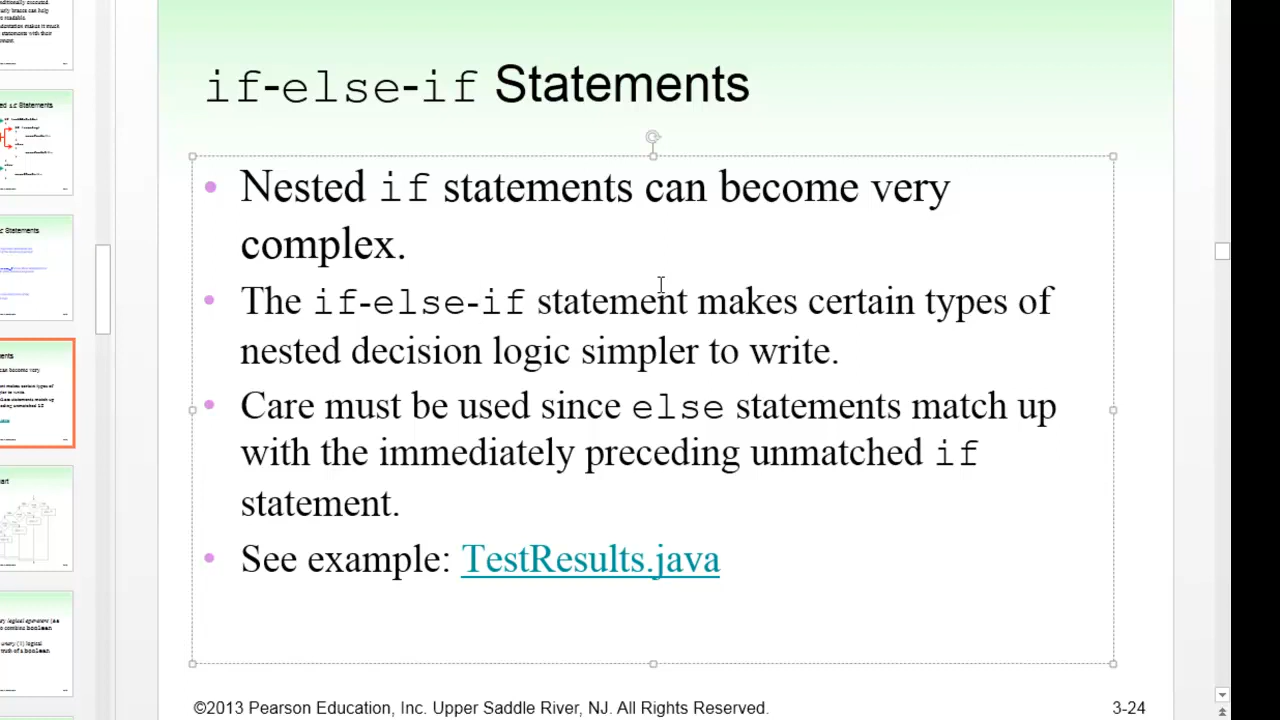 if-else-if Statements
• Nested if statements can become very
complex.
• The if-else-if statement makes certain types of
nested decision logic simpler to write.
• Care must be used since else statements match up
with the immediately preceding unmatched if
statement.
• See example: TestResults.java
©2013 Pearson Education, Inc. Upper Saddle River, NJ. All Rights Reserved.
3-24